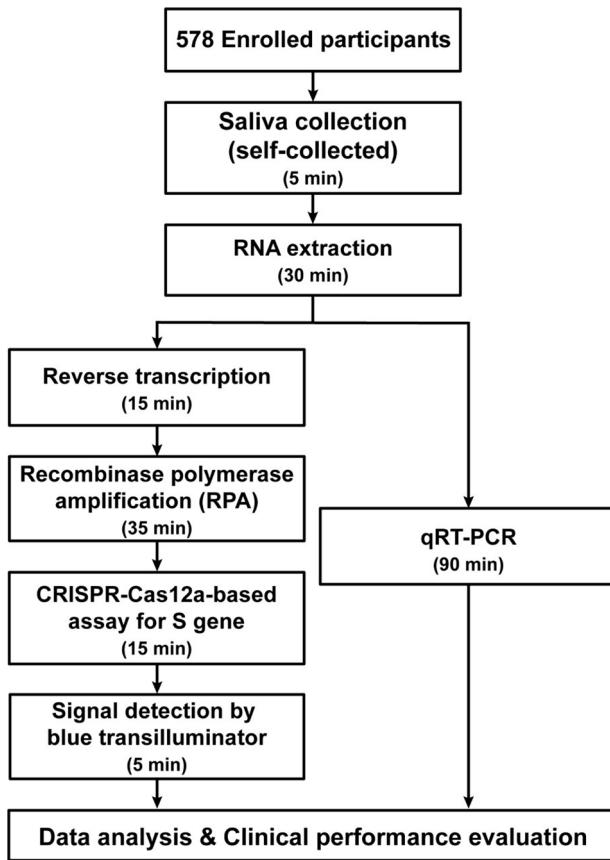 578 Enrolled participants
Saliva collection
(self-collected)
(5 min)
RNA extraction
(30 min)
Reverse transcription
(15 min)
Recombinase polymerase
amplification (RPA)
(35 min)
CRISPR-Cas12a-based
assay for S gene
(15 min)
Signal detection by
blue transilluminator
(5 min)
qRT-PCR
(90 min)
Data analysis & Clinical performance evaluation